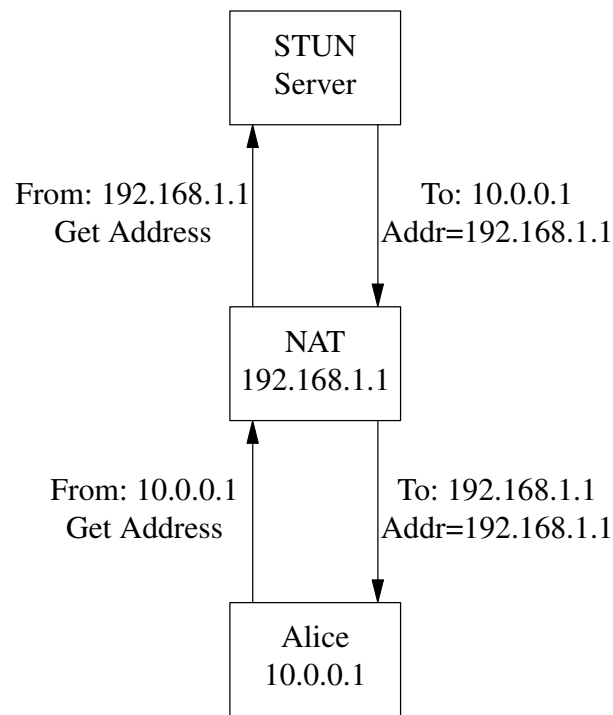 STUN
Server
From: 192.168.1.1
Get Address
To: 10.0.0.1
Addr=192.168.1.1
NAT
192.168.1.1
From: 10.0.0.1
Get Address
To: 192.168.1.1
Addr=192.168.1.1
Alice
10.0.0.1